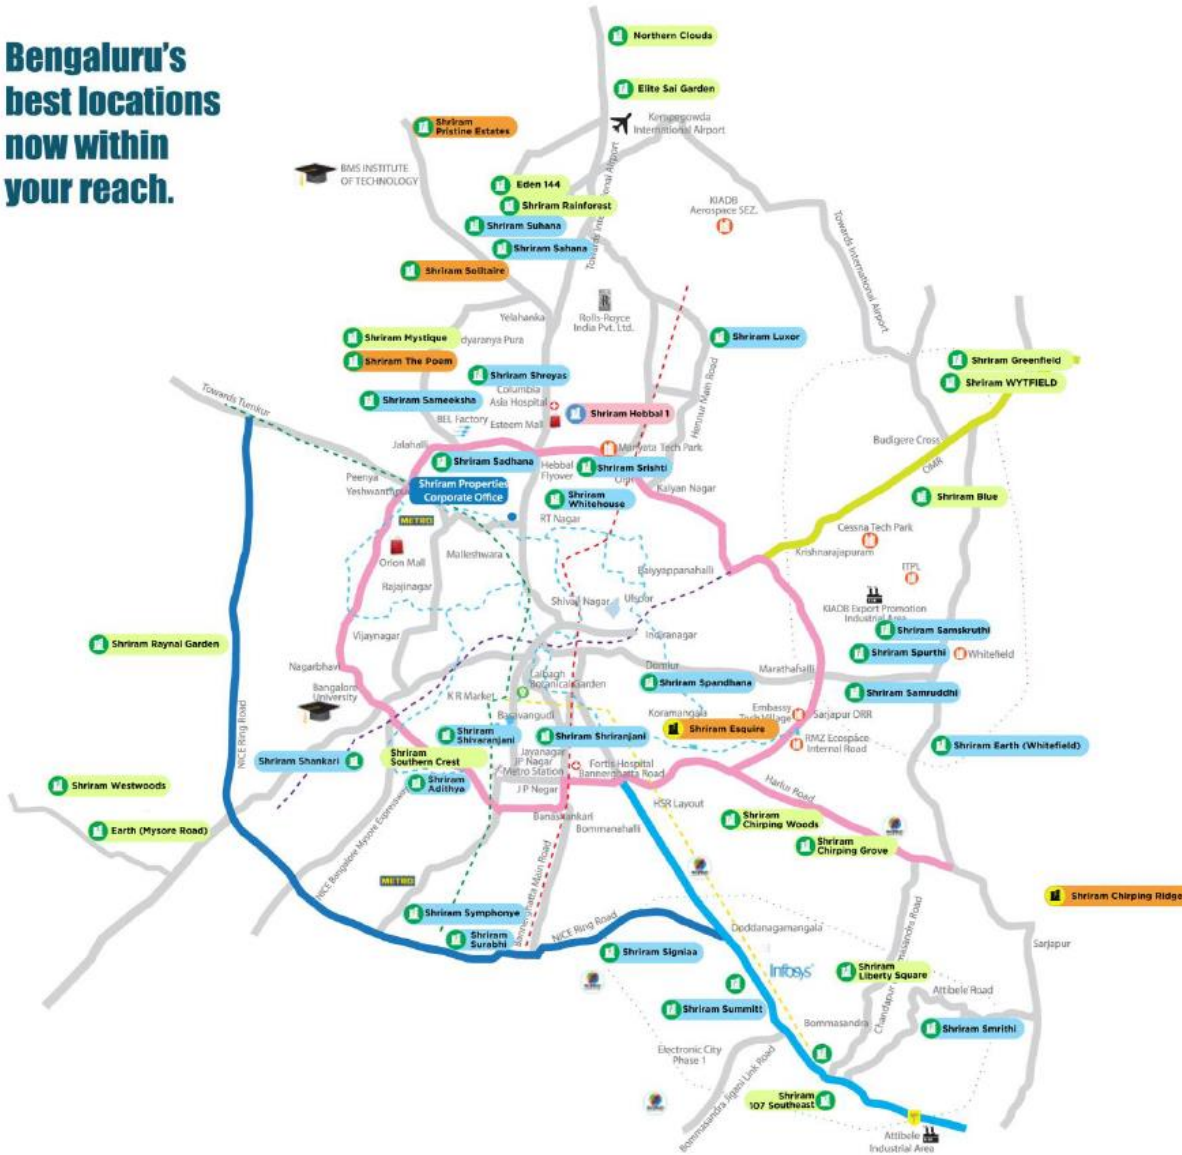 Bengaluru's
best locations
now within
your reach.
Northern Clouds
Elite Sai Garden
Kempegowda
International Airport
Shriram
Pristine Estates
BMS INSTITUTE
OF TECHNOLOGY
Eden 144
Shriram Rainforest
Shriram Suhana
Shriram Sahana
KIADB
Aerospace SEZ.
Towards International Airport
Shriram Solitaire
Rolls-Royce
India Pvt. Ltd.
Yelahanka
Shriram Mystique
dyaranya Pura
Shriram Luxor
Shriram The Poem
Shriram Greenfield
Shriram WYTFIELD
Shriram Shreyas
Columbia
Asia Hospital
Towards Tumkur
Shriram Sameeksha
Shriram Hebbal 1
Hennur Main Road
BEL Factory
Esteem Mall
Jalahalli
Manyata Tech Park
Budigere Cross
Shriram Sadhana
Hebbal
Flyover
Shriram Srishti
OMR
Peenya
Shriram Properties
Corporate Office
Kalyan Nagar
Shriram
Whitehouse
Shriram Blue
METRO
RT Nagar
Cessna Tech Park
Orion Mall
Malleshwara
Krishnarajapuram
Baiyyappanahalli
ITPL
Rajajinagar
Shivaji Nagar
Ulsoor
KIADB Export Promotion
Industrial Area
Vijaynagar
Indiranagar
Shriram Samskruthi
Shriram Raynal Garden
Shriram Spurthi
Whitefield
Nagarbhavi
Domlur
Marathahalli
Lalbagh
Botanical Garden
Shriram Spandhana
Shriram Samruddhi
Bangalore
University
K R Market
Koramangala
Embassy
Tech Village
Sarjapur ORR
Basavangudi
NICE Ring Road
Shriram
Shivaranjani
Shriram Shriranjani
Shriram Esquire
RMZ Ecospace
Internal Road
Shriram Earth (Whitefield)
Shriram Shankari
Shriram
Southern Crest
Jayanagar
JP Nagar
Metro Station
Fortis Hospital
Bannerghatta Road
Shriram Westwoods
Shriram
Adithya
J P Negar
Harlur Road
HSR Layout
Earth (Mysore Road)
Banashankari
Bommanahalli
Shriram
Chirping Woods
Shriram
Chirping Grove
NICE Bangalore Mysore Expressway
METRO
Bannerghatta Main Road
Shriram Chirping Ridge
Shriram Symphonye
NICE Ring Road
Doddanagamangala
Shriram
Surabhi
Sarjapur
Shriram Signiaa
Infosys
Shriram
Liberty Square
Attibele Road
Shriram Summitt
Bommasandra
Shriram Smrithi
Electronic City
Phase 1
Bommasandra Jigani Link Road
Shriram
107 Southeast
Attibele
Industrial Area